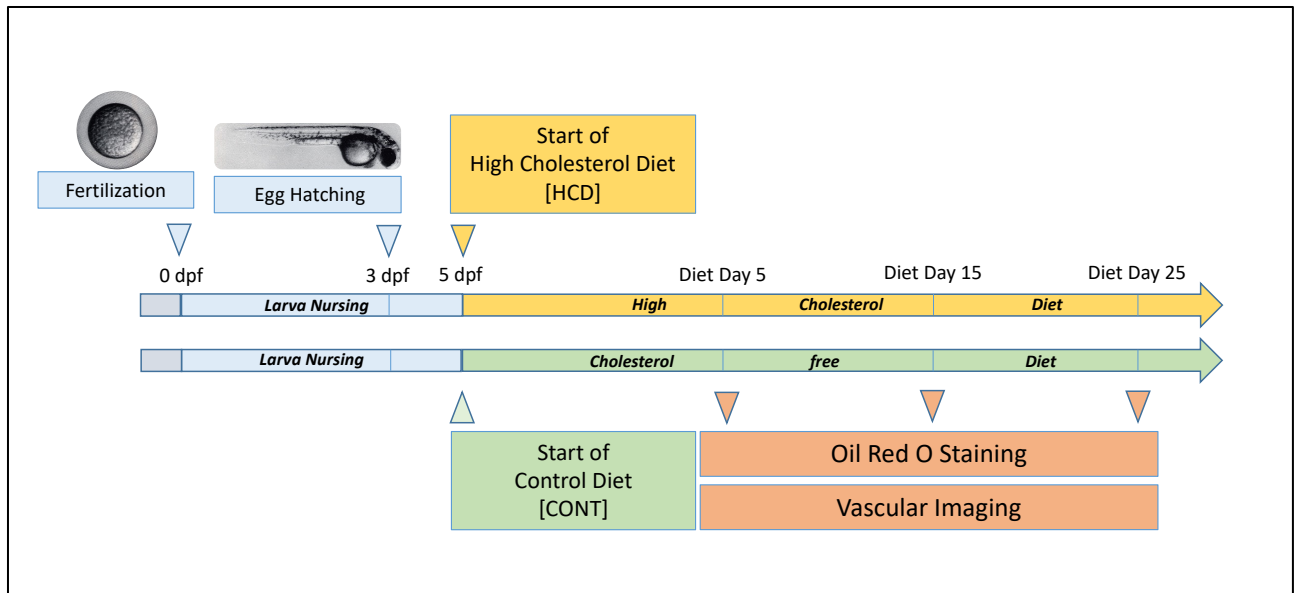 Fertilization
Egg Hatching
Start of
High Cholesterol Diet
[HCD]
0 dpf
3 dpf
5 dpf
Diet Day 5
Diet Day 15
Diet Day 25
Larva Nursing
High
Cholesterol
Diet
Larva Nursing
Cholesterol
free
Diet
Start of
Control Diet
[CONT]
Oil Red O Staining
Vascular Imaging